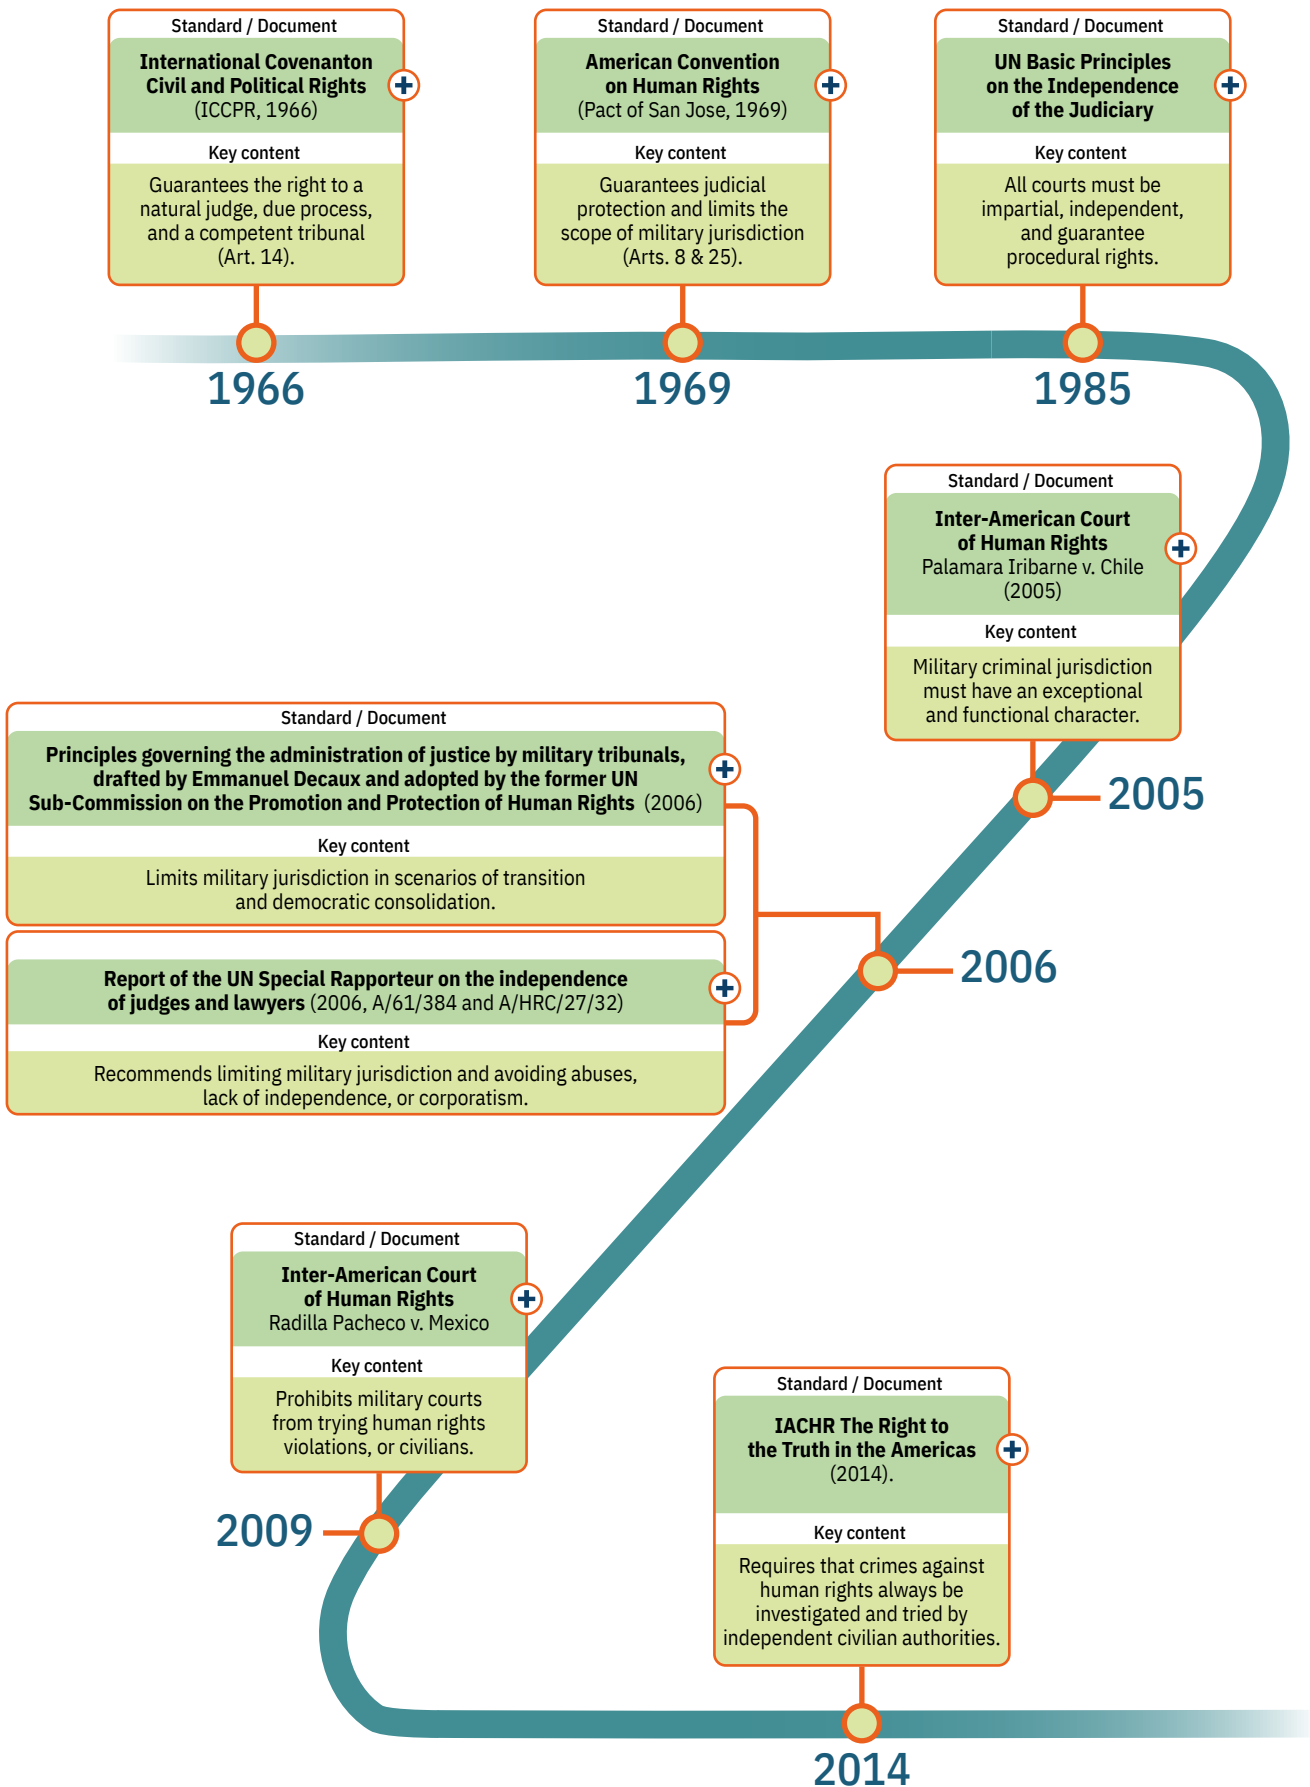 Standard / Document
International Covenanton
Civil and Political Rights
(ICCPR, 1966)
Key content
Guarantees the right to a
natural judge, due process,
and a competent tribunal
(Art. 14).
1966
Standard / Document
American Convention
on Human Rights
(Pact of San Jose, 1969)
Key content
Guarantees judicial
protection and limits the
scope of military jurisdiction
(Arts. 8 & 25).
1969
Standard / Document
UN Basic Principles
on the Independence
of the Judiciary
Key content
All courts must be
impartial, independent,
and guarantee
procedural rights.
1985
Standard / Document
Inter-American Court
of Human Rights
Palamara Iribarne v. Chile
(2005)
Key content
Military criminal jurisdiction
must have an exceptional
and functional character.
2005
Standard / Document
Principles governing the administration of justice by military tribunals,
drafted by Emmanuel Decaux and adopted by the former UN
Sub-Commission on the Promotion and Protection of Human Rights (2006)
Key content
Limits military jurisdiction in scenarios of transition
and democratic consolidation.
Report of the UN Special Rapporteur on the independence
of judges and lawyers (2006, A/61/384 and A/HRC/27/32)
Key content
Recommends limiting military jurisdiction and avoiding abuses,
lack of independence, or corporatism.
2006
Standard / Document
Inter-American Court
of Human Rights
Radilla Pacheco v. Mexico
Key content
Prohibits military courts
from trying human rights
violations, or civilians.
2009
Standard / Document
IACHR The Right to
the Truth in the Americas
(2014).
Key content
Requires that crimes against
human rights always be
investigated and tried by
independent civilian authorities.
2014